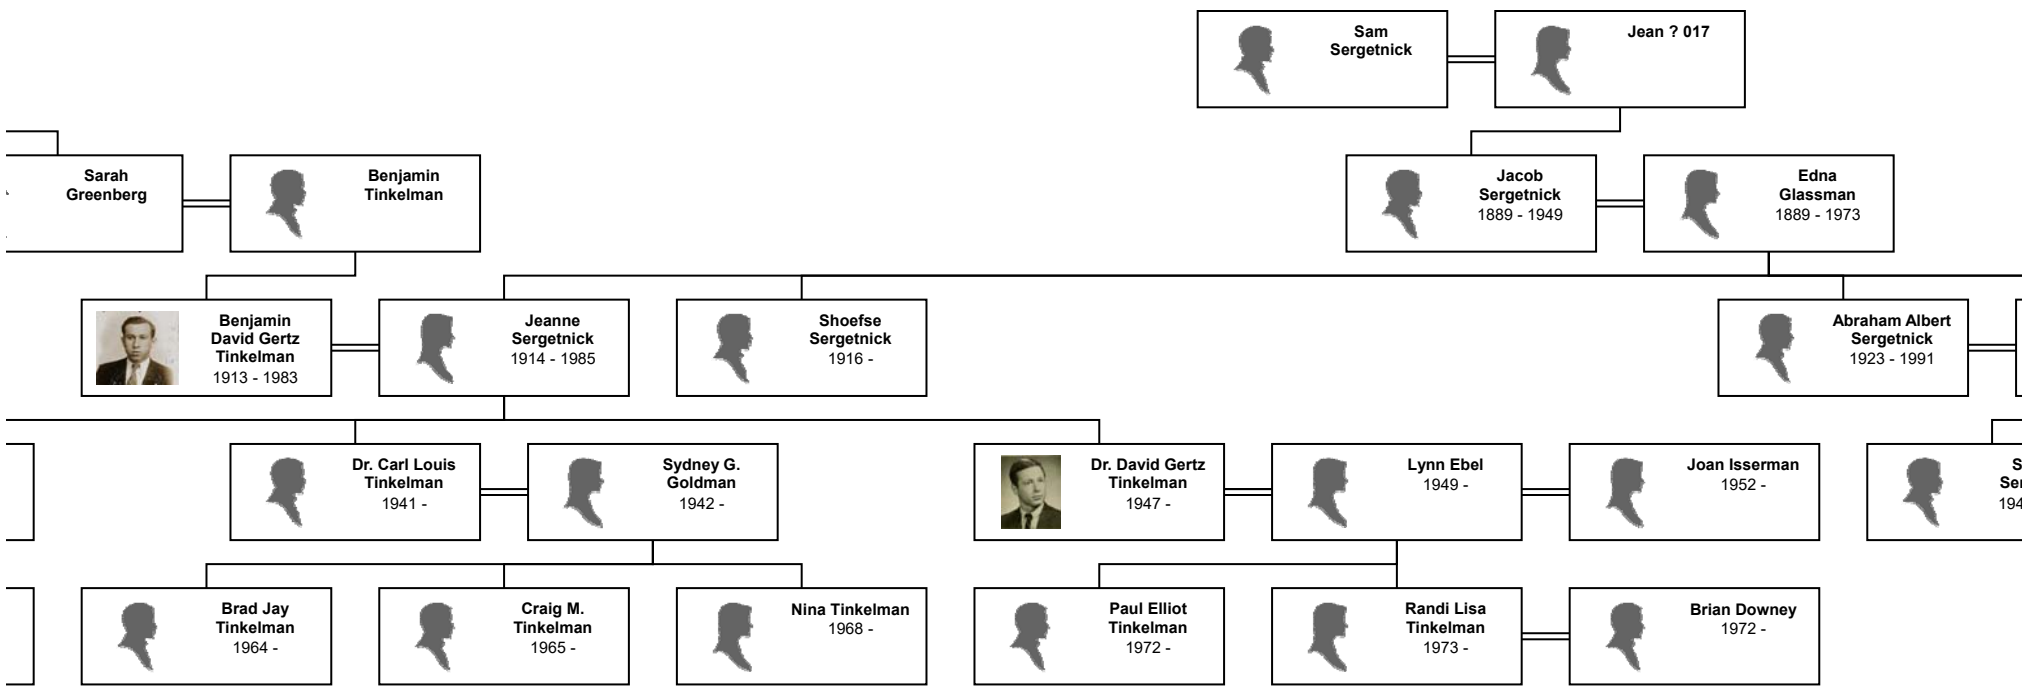 Sam
Sergetnick
Jean ? 017
Sarah
Greenberg
Benjamin
Tinkelman
Jacob
Sergetnick
1889 - 1949
Edna
Glassman
1889 - 1973
Benjamin
David Gertz
Tinkelman
1913 - 1983
Jeanne
Sergetnick
1914 - 1985
Shoefse
Sergetnick
1916 -
Abraham Albert
Sergetnick
1923 - 1991
Dr. Carl Louis
Tinkelman
1941 -
Sydney G.
Goldman
1942 -
Dr. David Gertz
Tinkelman
1947 -
Lynn Ebel
1949 -
Joan Isserman
1952 -
S
Ser
194
Brad Jay
Tinkelman
1964 -
Craig M.
Tinkelman
1965 -
Nina Tinkelman
1968 -
Paul Elliot
Tinkelman
1972 -
Randi Lisa
Tinkelman
1973 -
Brian Downey
1972 -